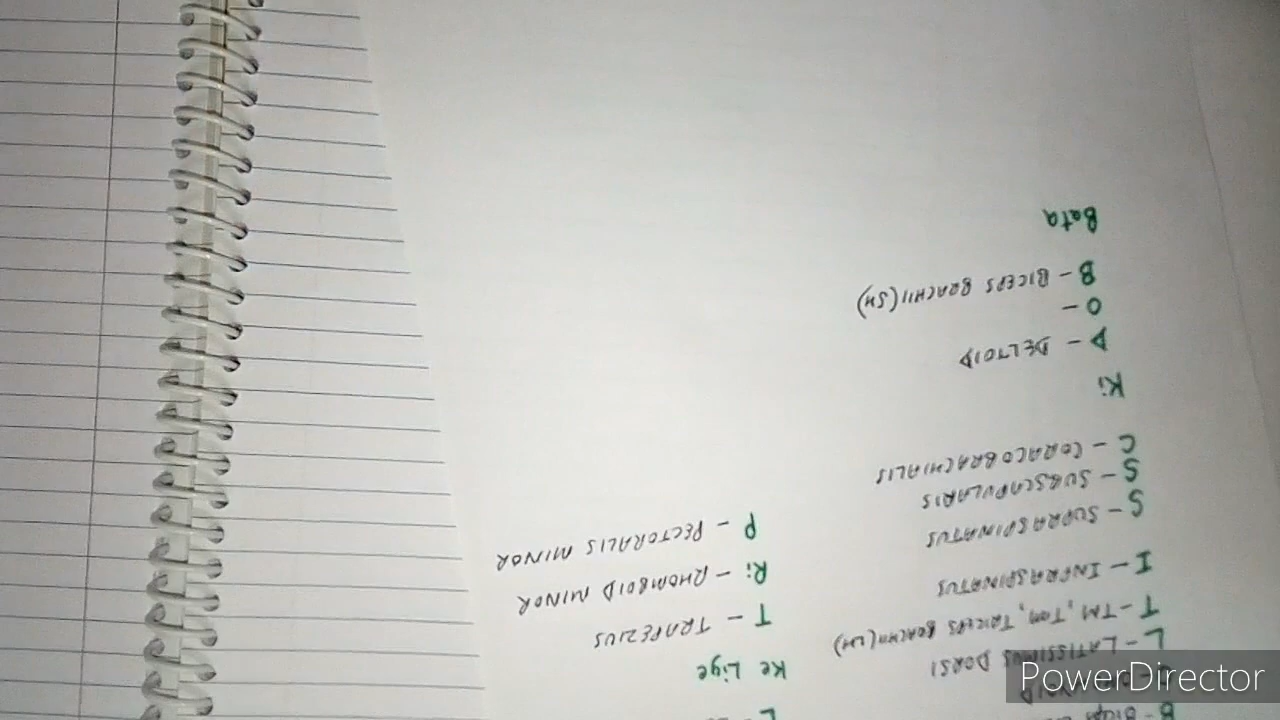 L - LATISSIMUS DORSI
T - TM, Tom, TRICEPS BRACHII (LH)
I - INFRASPINATUS
S - SUPRASPINATUS
S - SUBSCAPULARIS
C - CORACOBRACHIALIS
Ki
D - DELTOID
O -
B - BICEPS BRACHII (SH)
Bata
Ke Liye
T - TRAPEZIUS
Ri - RHOMBOID MINOR
P - PECTORALIS MINOR
PowerDirector